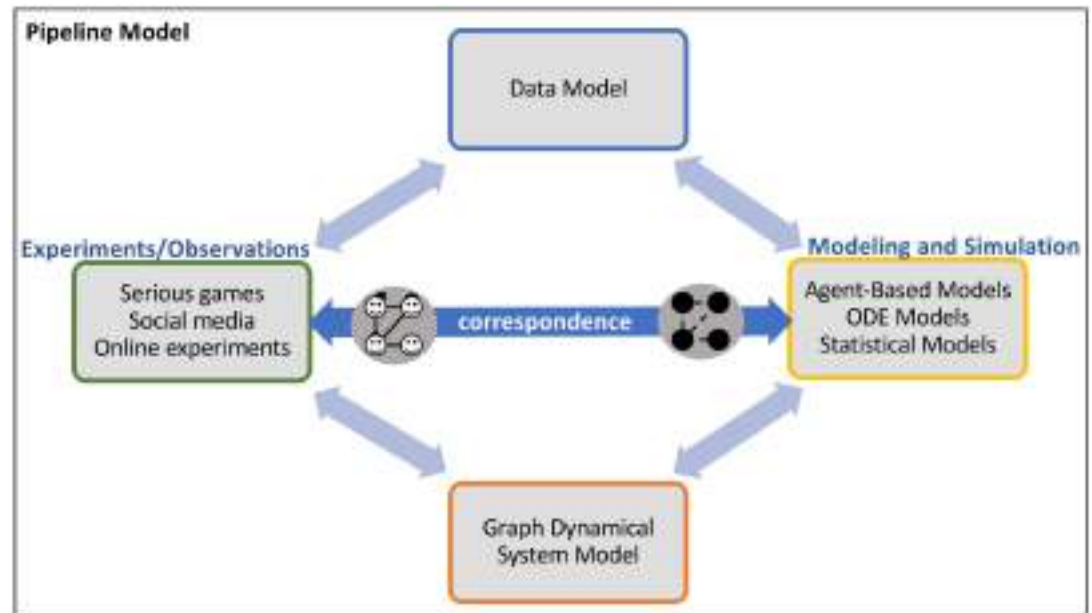 Pipeline Model
Data Model
Experiments/Observations
Modeling and Simulation
Serious games
Social media
Online experiments
correspondence
Agent-Based Models
ODE Models
Statistical Models
Graph Dynamical
System Model